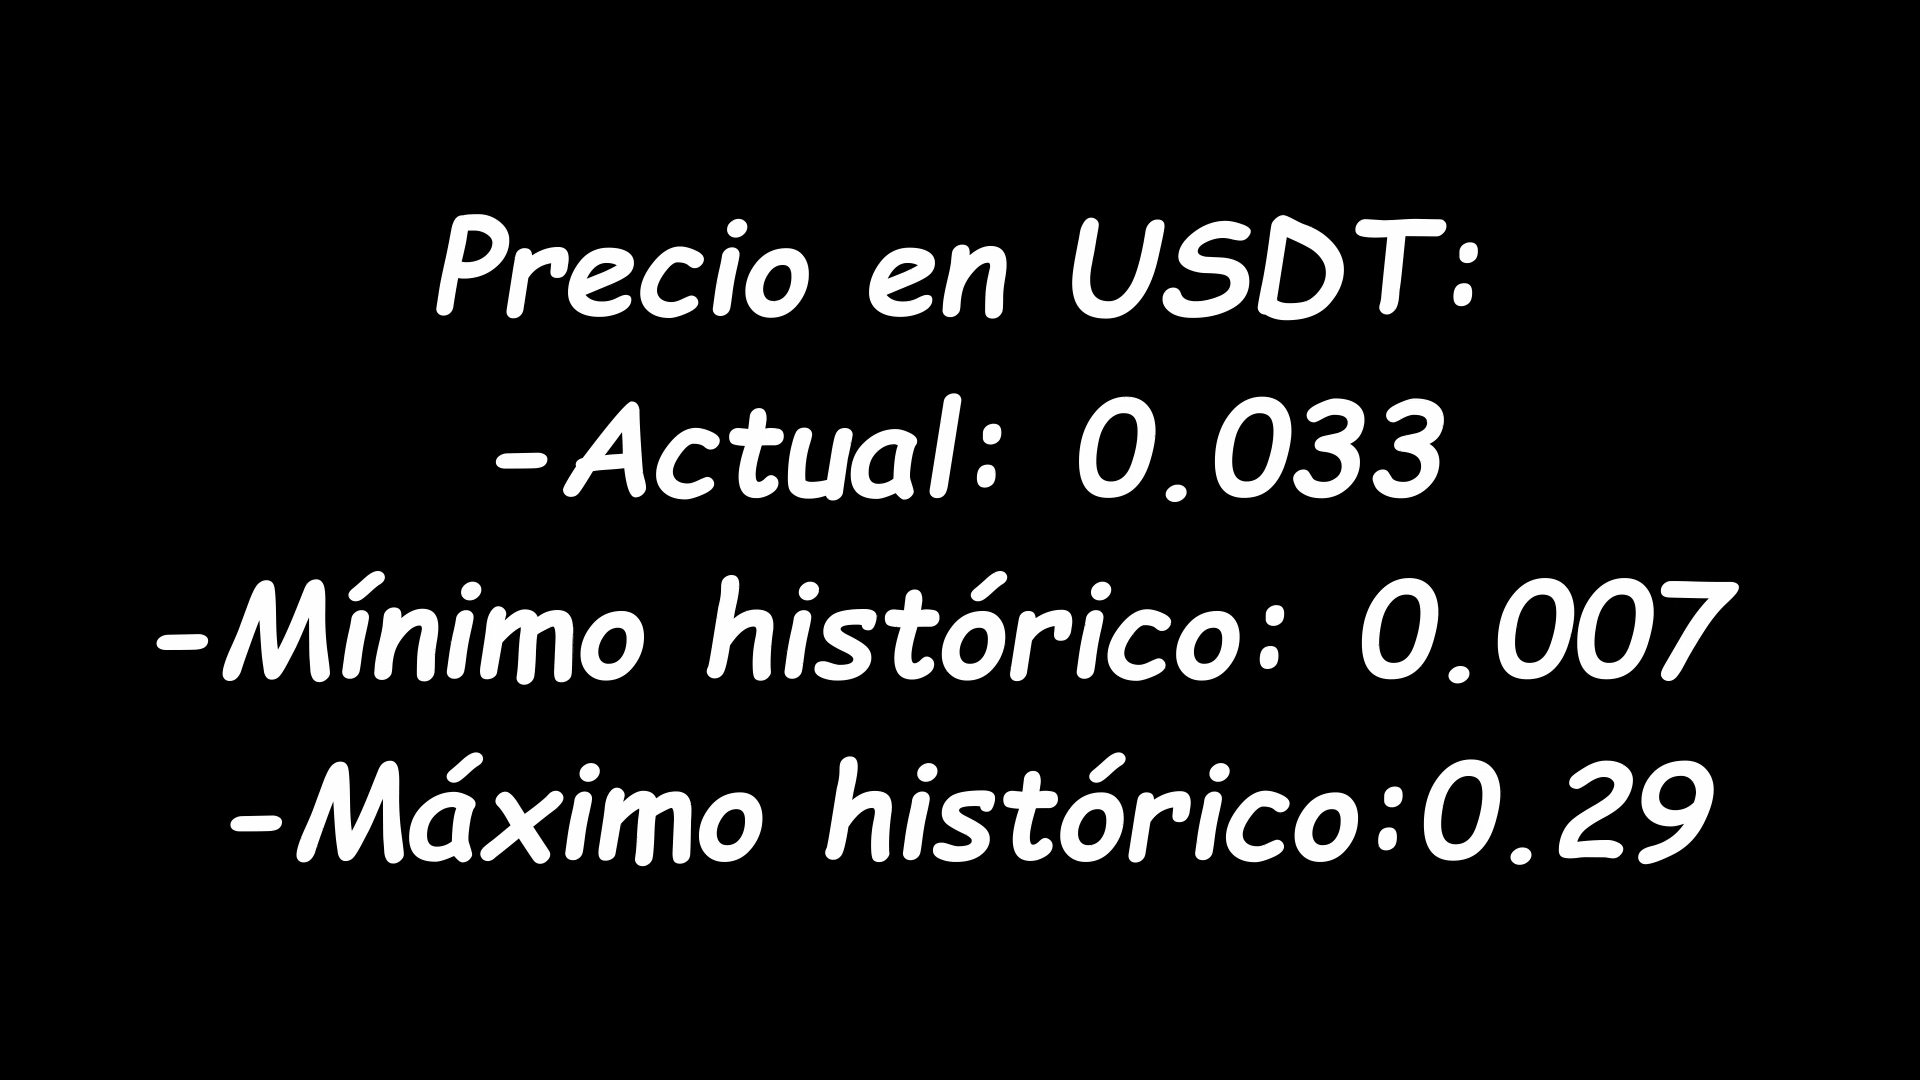 Precio en USDT:
-Actual: 0.033
-Mínimo histórico: 0.007
-Máximo histórico:0.29